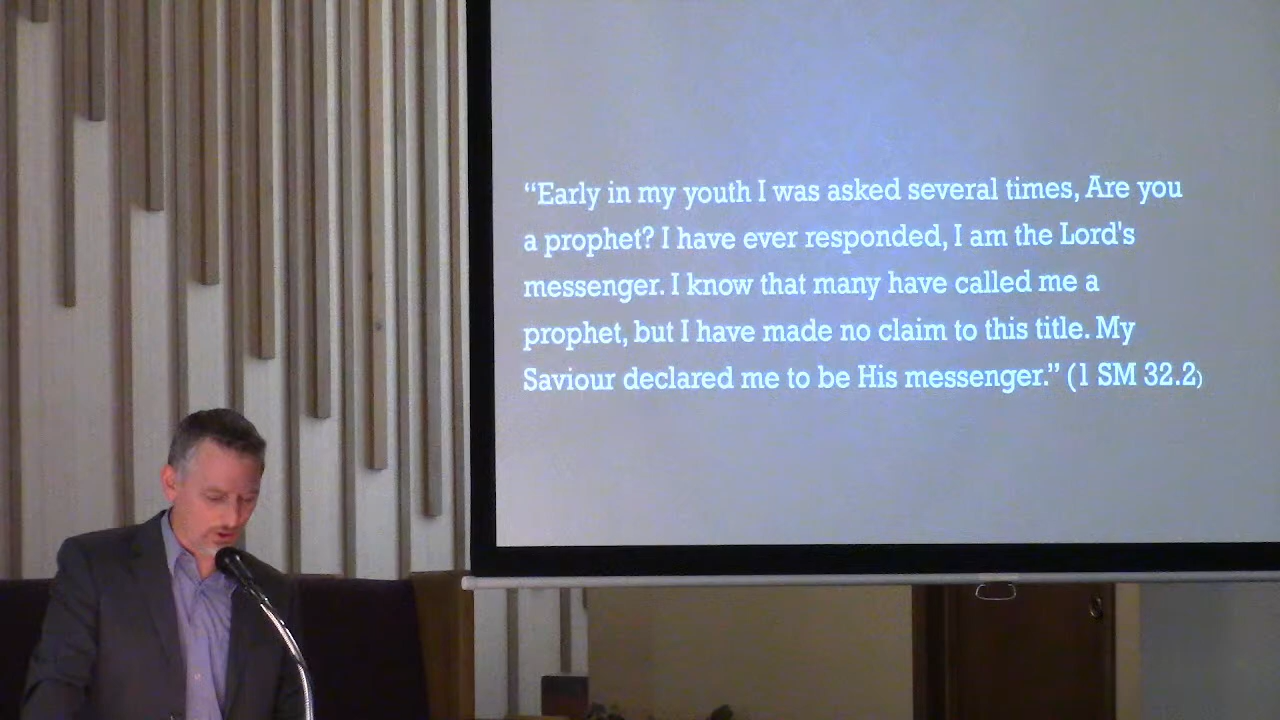 “Early in my youth I was asked several times, Are you
a prophet? I have ever responded, I am the Lord's
messenger. I know that many have called me a
prophet, but I have made no claim to this title. My
Saviour declared me to be His messenger.” (1 SM 32.2)